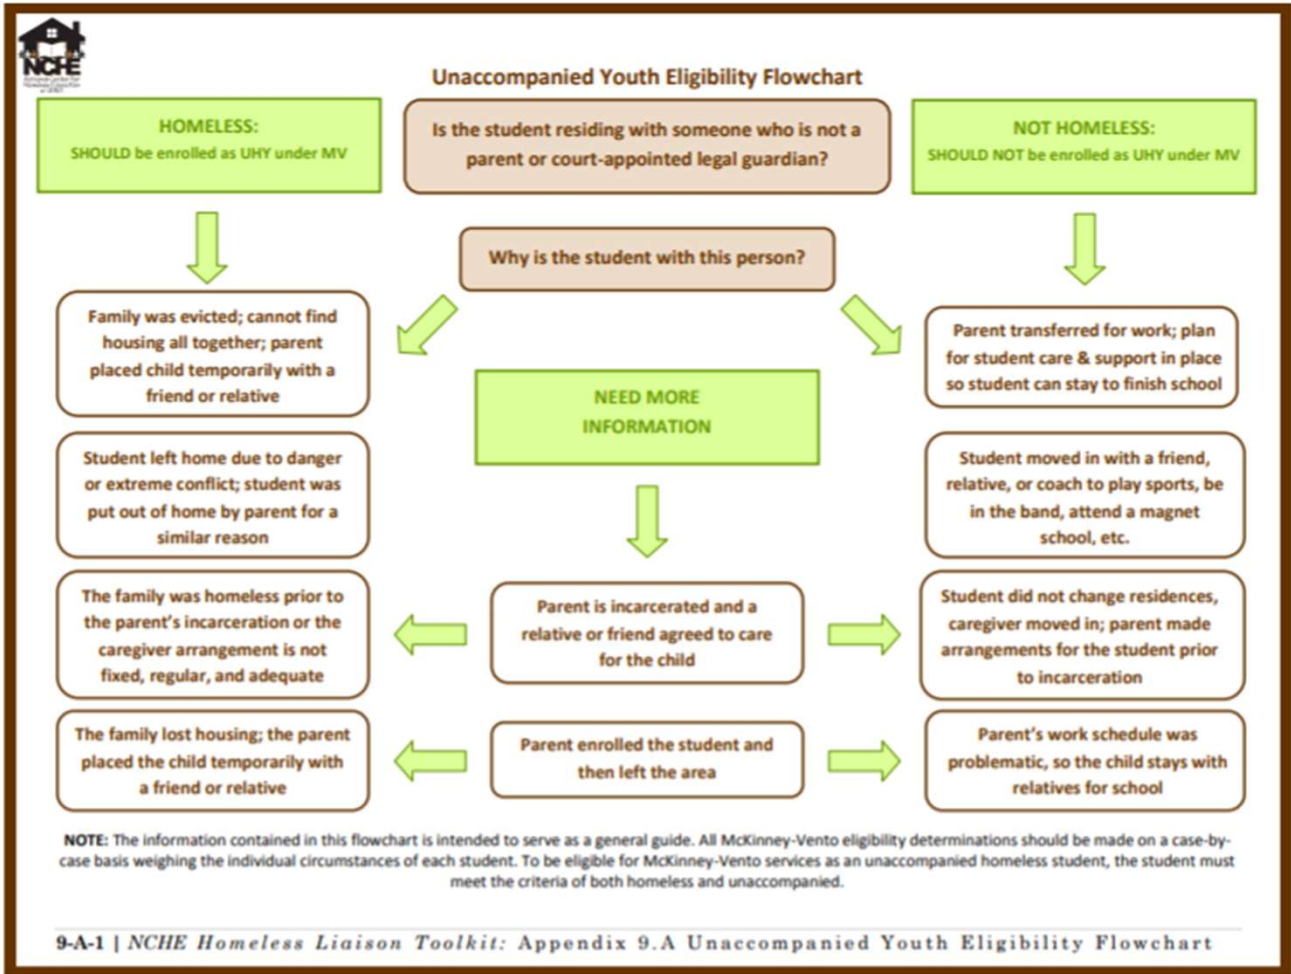 NCHE
Unaccompanied Youth Eligibility Flowchart
HOMELESS:
SHOULD be enrolled as UHY under MV
Is the student residing with someone who is not a
parent or court-appointed legal guardian?
NOT HOMELESS:
SHOULD NOT be enrolled as UHY under MV
Why is the student with this person?
Family was evicted; cannot find
housing all together; parent
placed child temporarily with a
friend or relative
Parent transferred for work; plan
for student care & support in place
so student can stay to finish school
NEED MORE
INFORMATION
Student left home due to danger
or extreme conflict; student was
put out of home by parent for a
similar reason
Student moved in with a friend,
relative, or coach to play sports, be
in the band, attend a magnet
school, etc.
The family was homeless prior to
the parent's incarceration or the
caregiver arrangement is not
fixed, regular, and adequate
Parent is incarcerated and a
relative or friend agreed to care
for the child
Student did not change residences,
caregiver moved in; parent made
arrangements for the student prior
to incarceration
The family lost housing; the parent
placed the child temporarily with
a friend or relative
Parent enrolled the student and
then left the area
Parent's work schedule was
problematic, so the child stays with
relatives for school
NOTE: The information contained in this flowchart is intended to serve as a general guide. All McKinney-Vento eligibility determinations should be made on a case-by-
case basis weighing the individual circumstances of each student. To be eligible for McKinney-Vento services as an unaccompanied homeless student, the student must
meet the criteria of both homeless and unaccompanied.
9-A-1 | NCHE Homeless Liaison Toolkit: Appendix 9.A Unaccompanied Youth Eligibility Flowchart